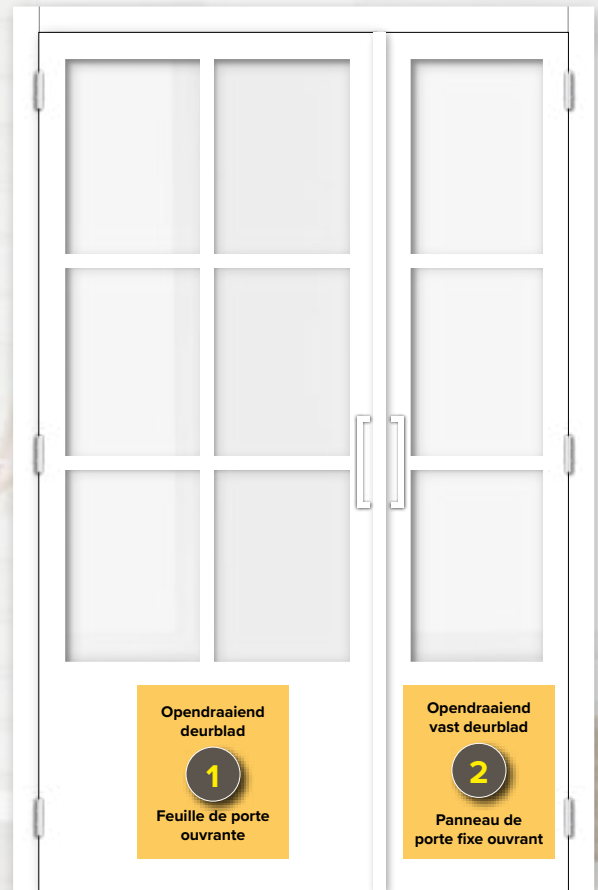 Opendraaiend
deurblad
1
Feuille de porte
ouvrante
Opendraaiend
vast deurblad
2
Panneau de
porte fixe ouvrant